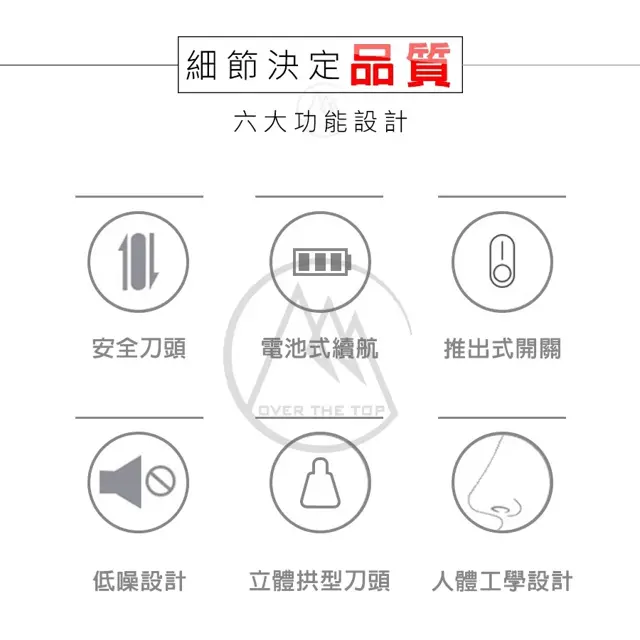 細節決定品質
六大功能設計
安全刀頭
電池式續航
推出式開關
OVER THE TOP
低噪設計
立體拱型刀頭
人體工學設計